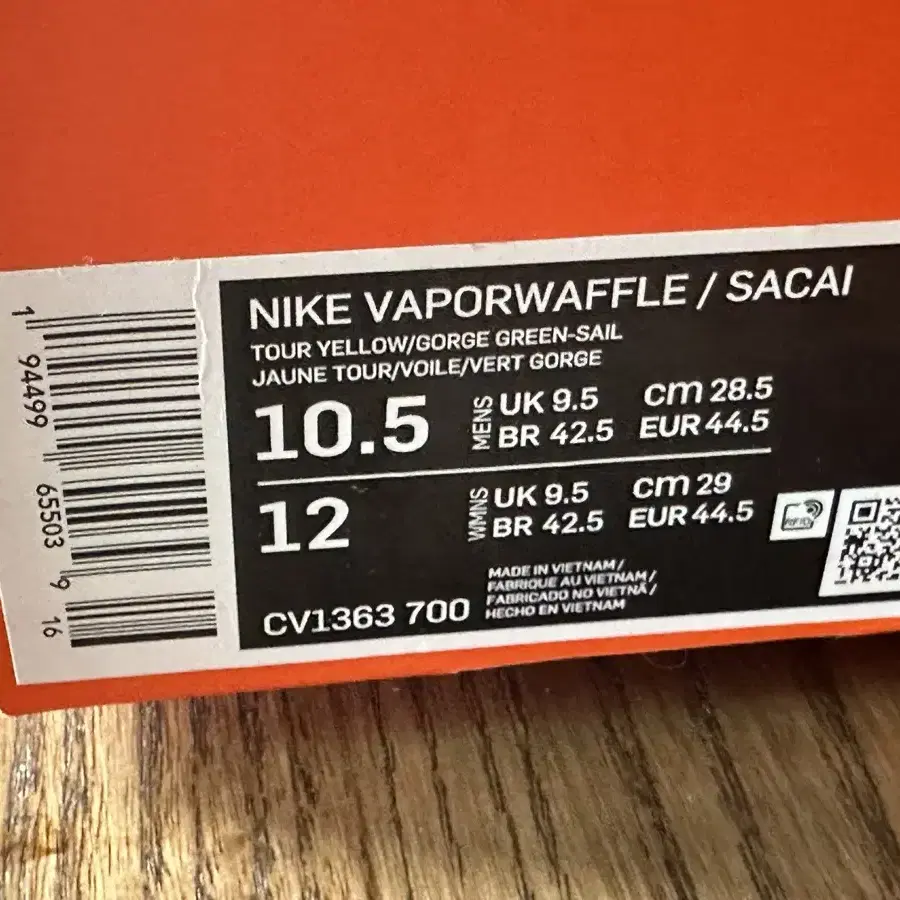 NIKE VAPORWAFFLE / SACAI
TOUR YELLOW/GORGE GREEN-SAIL
JAUNE TOUR/VOILE/VERT GORGE
10.5 MENS UK 9.5 cm 28.5
BR 42.5 EUR 44.5
12 WMNS UK 9.5 cm 29
BR 42.5 EUR 44.5
RFID
MADE IN VIETNAM /
FABRIQUE AU VIETNAM /
FABRICADO NO VIETNÃ /
HECHO EN VIETNAM
CV1363 700
1 94499 65503 9 16